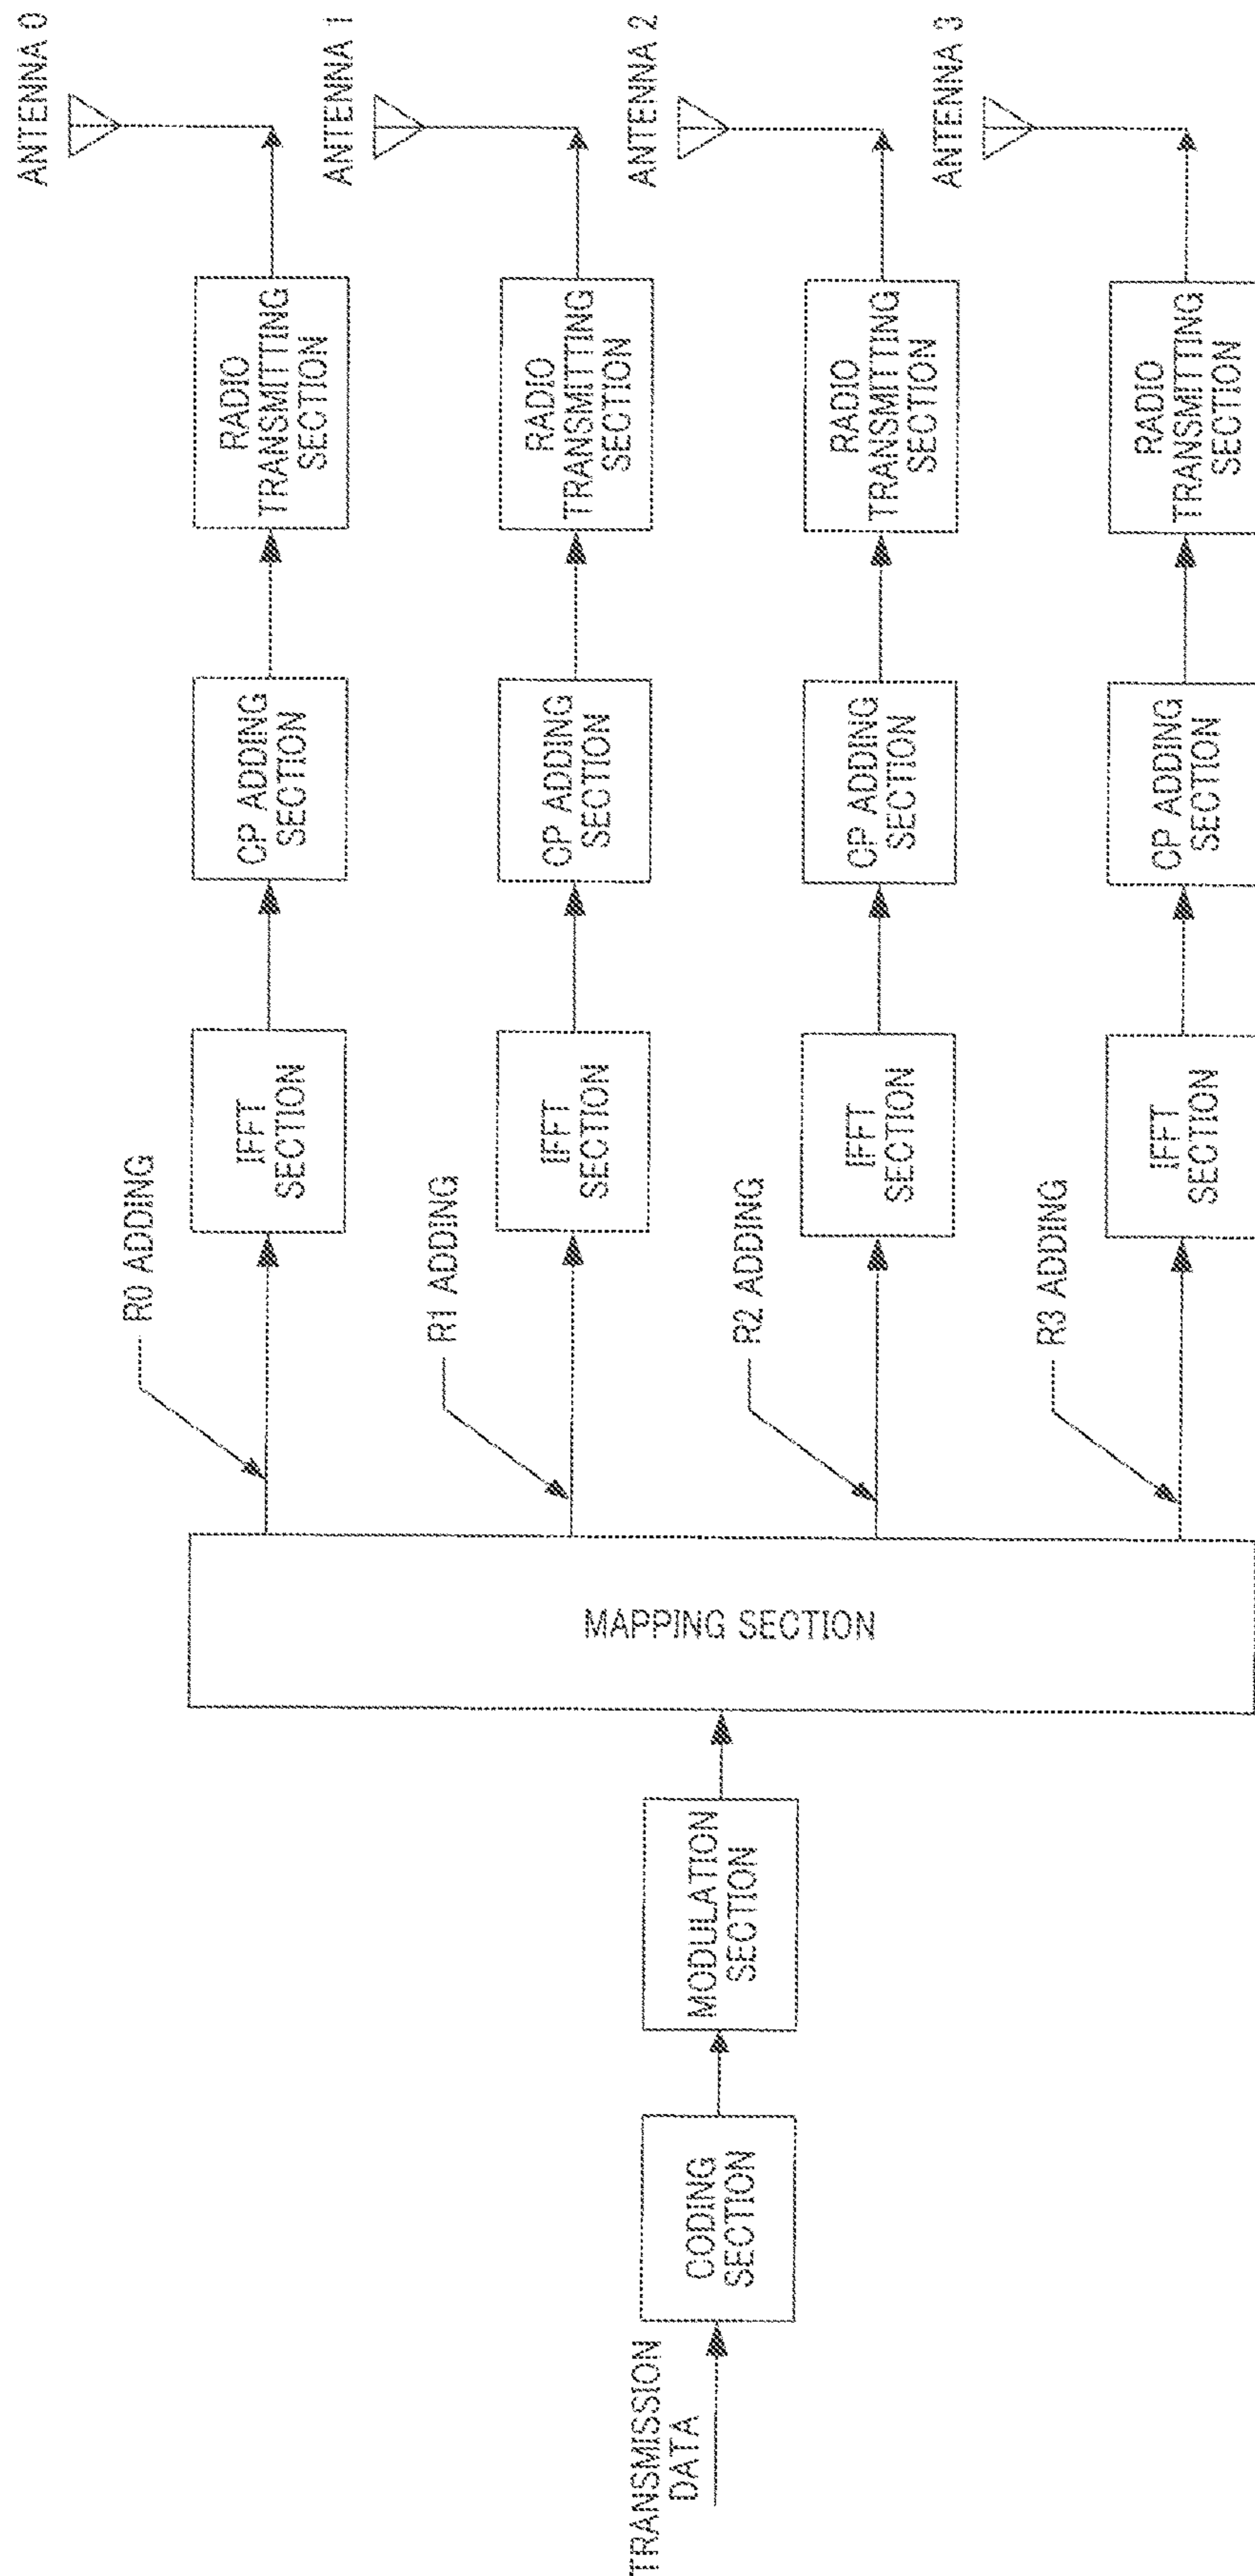 TRANSMISSION
DATA
CODING
SECTION
MODULATION
SECTION
MAPPING SECTION
R0 ADDING
IFFT
SECTION
CP ADDING
SECTION
RADIO
TRANSMITTING
SECTION
ANTENNA 0
R1 ADDING
IFFT
SECTION
CP ADDING
SECTION
RADIO
TRANSMITTING
SECTION
ANTENNA 1
R2 ADDING
IFFT
SECTION
CP ADDING
SECTION
RADIO
TRANSMITTING
SECTION
ANTENNA 2
R3 ADDING
IFFT
SECTION
CP ADDING
SECTION
RADIO
TRANSMITTING
SECTION
ANTENNA 3